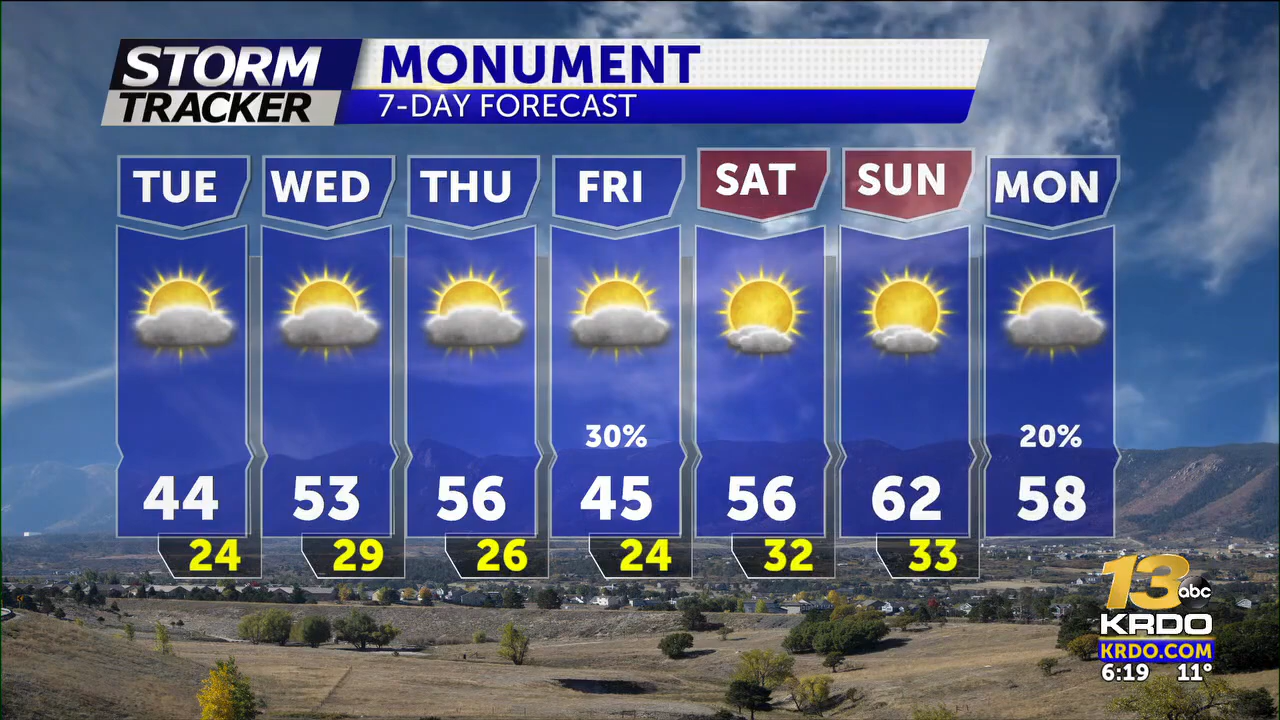 STORM
TRACKER
MONUMENT
7-DAY FORECAST
TUE WED THU FRI SAT SUN MON
30% 20%
44 53 56 45 56 62 58
24 29 26 24 32 33
13 abc
KRDO
KRDO.COM
6:19 11°